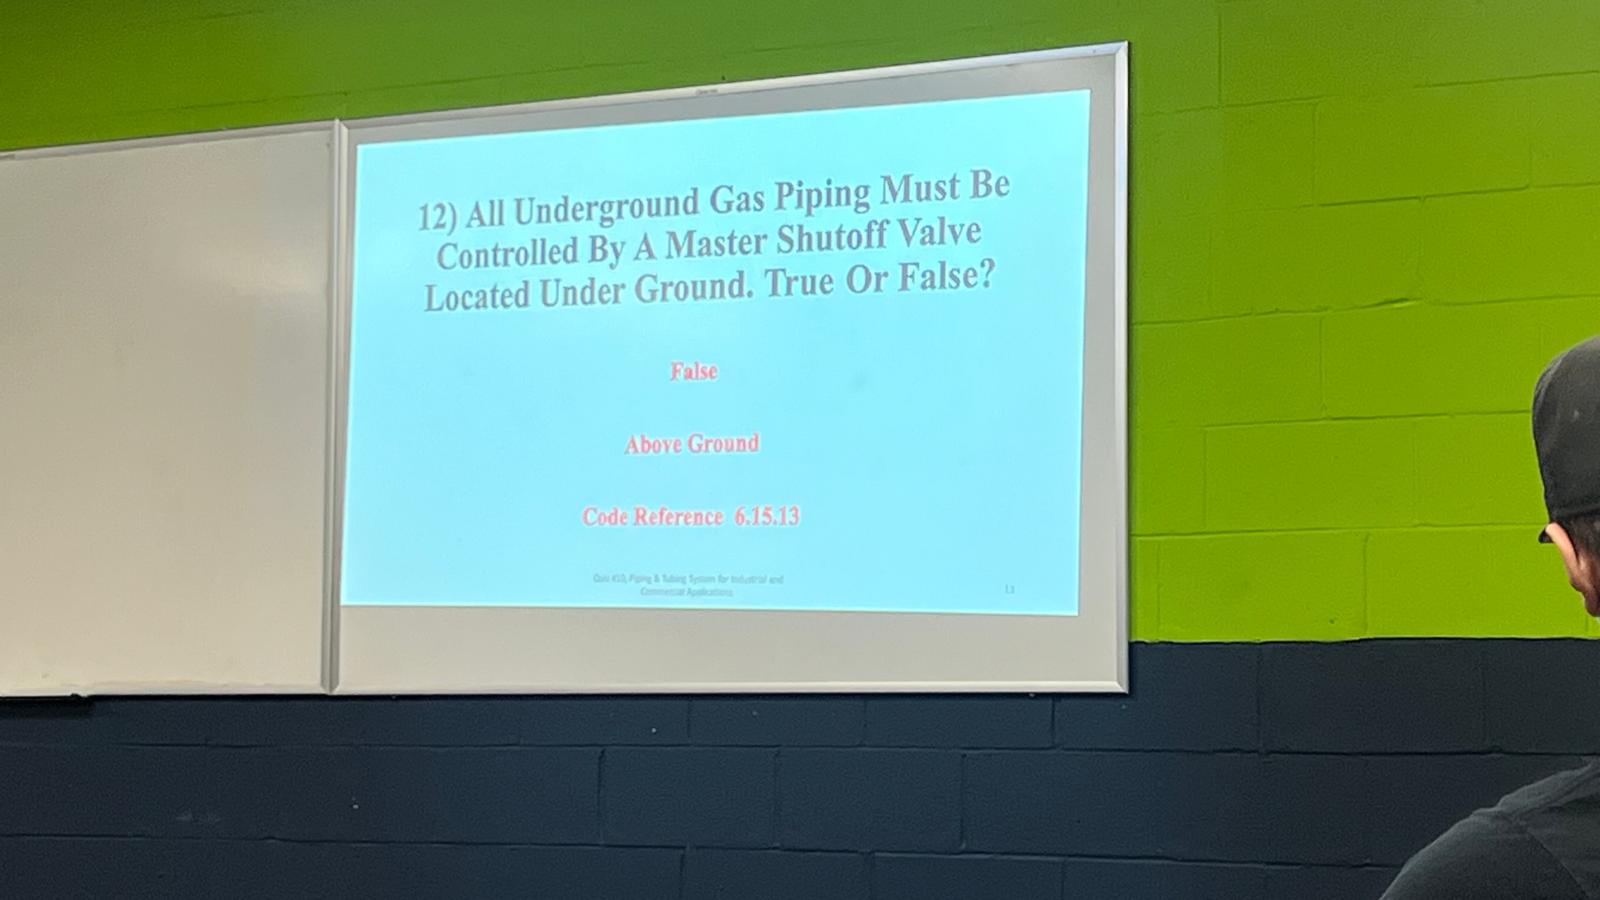 12) All Underground Gas Piping Must Be
Controlled By A Master Shutoff Valve
Located Under Ground. True Or False?
False
Above Ground
Code Reference 6.15.13
Quiz #10, Piping & Tubing System for Industrial and
Commercial Applications
13